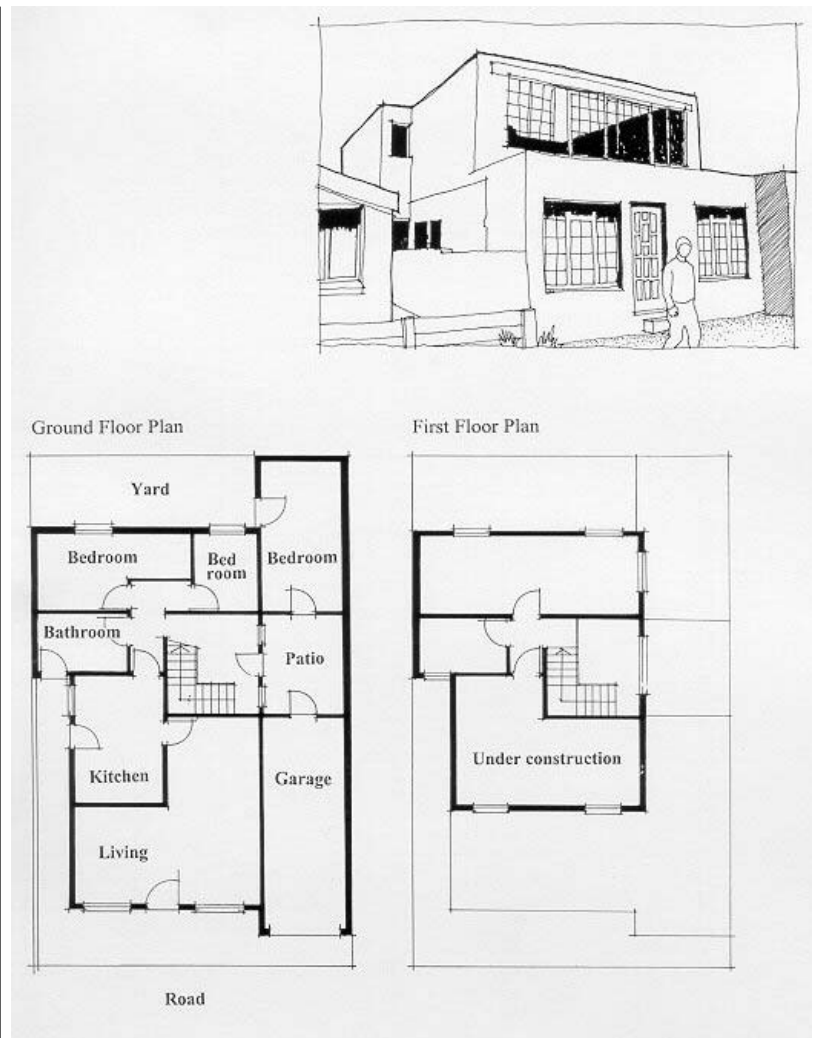 Ground Floor Plan
First Floor Plan
Yard
Bedroom
Bed
room
Bedroom
Bathroom
Patio
Kitchen
Garage
Living
Road
Under construction